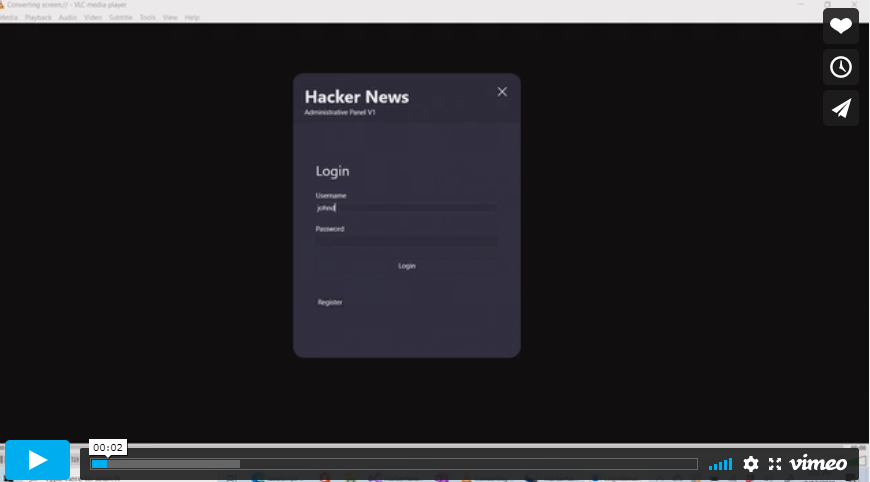 Converting screen:// - VLC media player
Media Playback Audio Video Subtitle Tools View Help
Hacker News
Administrative Panel V1
Login
Username
johnd
Password
Login
Register
00:02
vimeo